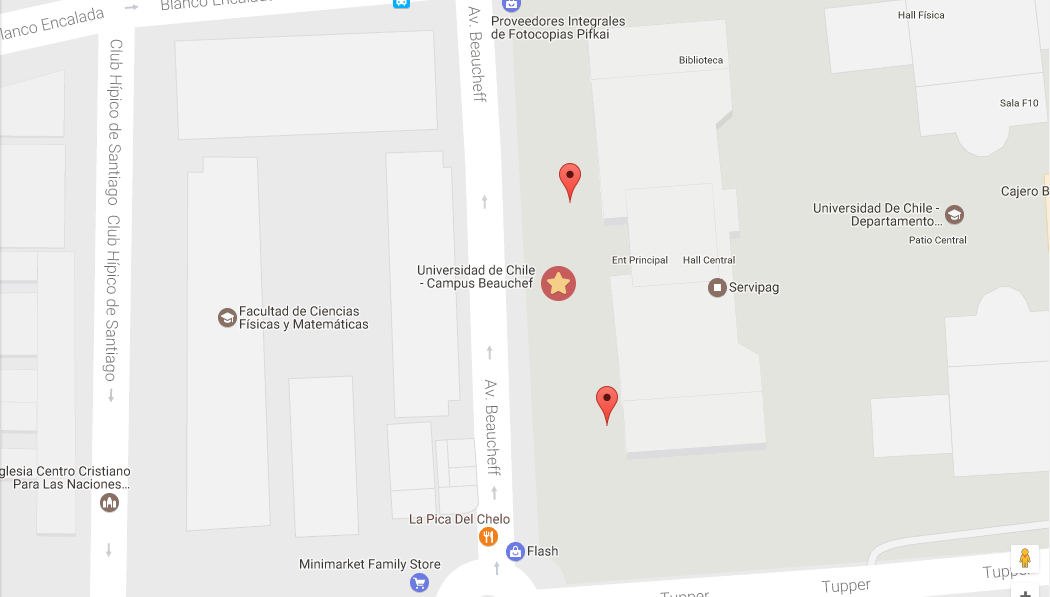 Blanco Encalada
lanco Encalada
Proveedores Integrales
de Fotocopias Pifkai
Hall Física
Av. Beaucheff
Biblioteca
Club Hípico de Santiago
Sala F10
Cajero B
Universidad De Chile -
Departamento...
Patio Central
Club Hípico de Santiago
Ent Principal
Hall Central
Universidad de Chile
- Campus Beauchef
Servipag
Facultad de Ciencias
Físicas y Matemáticas
Av. Beaucheff
glesia Centro Cristiano
Para Las Naciones...
La Pica Del Chelo
Flash
Minimarket Family Store
Tupper
Tupper
Tupper